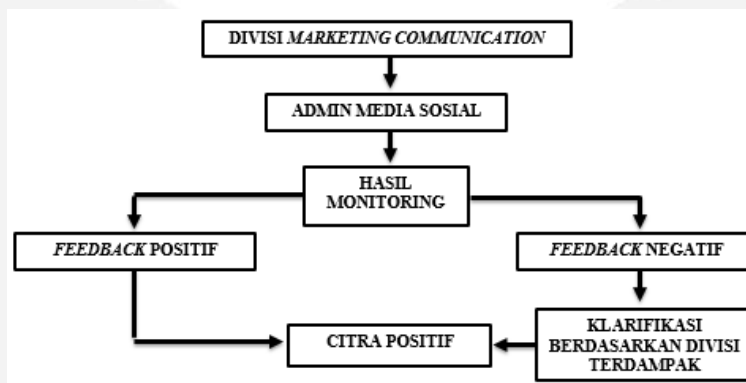 DIVISI MARKETING COMMUNICATION
ADMIN MEDIA SOSIAL
HASIL
MONITORING
FEEDBACK POSITIF
FEEDBACK NEGATIF
CITRA POSITIF
KLARIFIKASI
BERDASARKAN DIVISI
TERDAMPAK